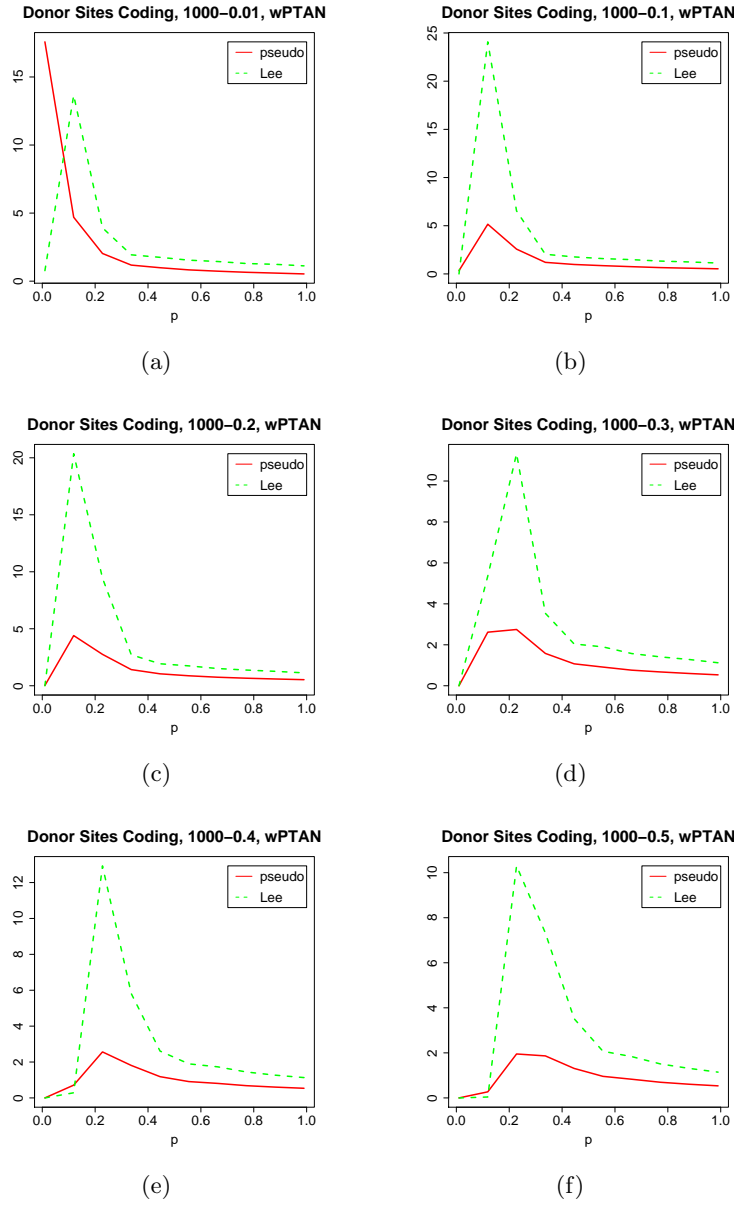 Donor Sites Coding, 1000−0.01, wPTAN
pseudo
Lee
15
10
5
0
0.0 0.2 0.4 0.6 0.8 1.0
p
(a)
Donor Sites Coding, 1000−0.1, wPTAN
pseudo
Lee
25
20
15
10
5
0
0.0 0.2 0.4 0.6 0.8 1.0
p
(b)
Donor Sites Coding, 1000−0.2, wPTAN
pseudo
Lee
20
15
10
5
0
0.0 0.2 0.4 0.6 0.8 1.0
p
(c)
Donor Sites Coding, 1000−0.3, wPTAN
pseudo
Lee
10
8
6
4
2
0
0.0 0.2 0.4 0.6 0.8 1.0
p
(d)
Donor Sites Coding, 1000−0.4, wPTAN
pseudo
Lee
12
10
8
6
4
2
0
0.0 0.2 0.4 0.6 0.8 1.0
p
(e)
Donor Sites Coding, 1000−0.5, wPTAN
pseudo
Lee
10
8
6
4
2
0
0.0 0.2 0.4 0.6 0.8 1.0
p
(f)